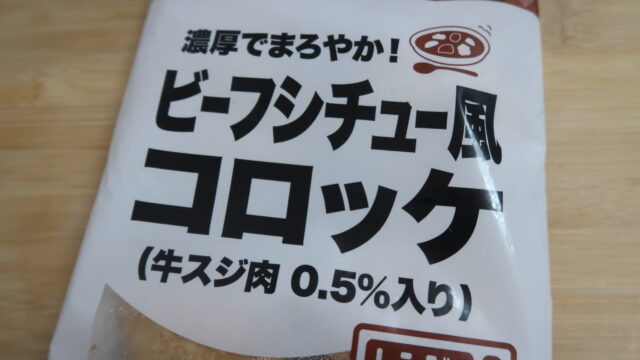 濃厚でまろやか！
ビーフシチュー風
コロッケ
（牛スジ肉 0.5％入り）